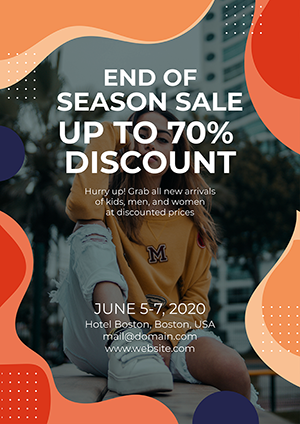 END OF
SEASON SALE
UP TO 70%
DISCOUNT
Hurry up! Grab all new arrivals
of kids, men, and women
at discounted prices
M
JUNE 5-7, 2020
Hotel Boston, Boston, USA
mail@domain.com
www.website.com